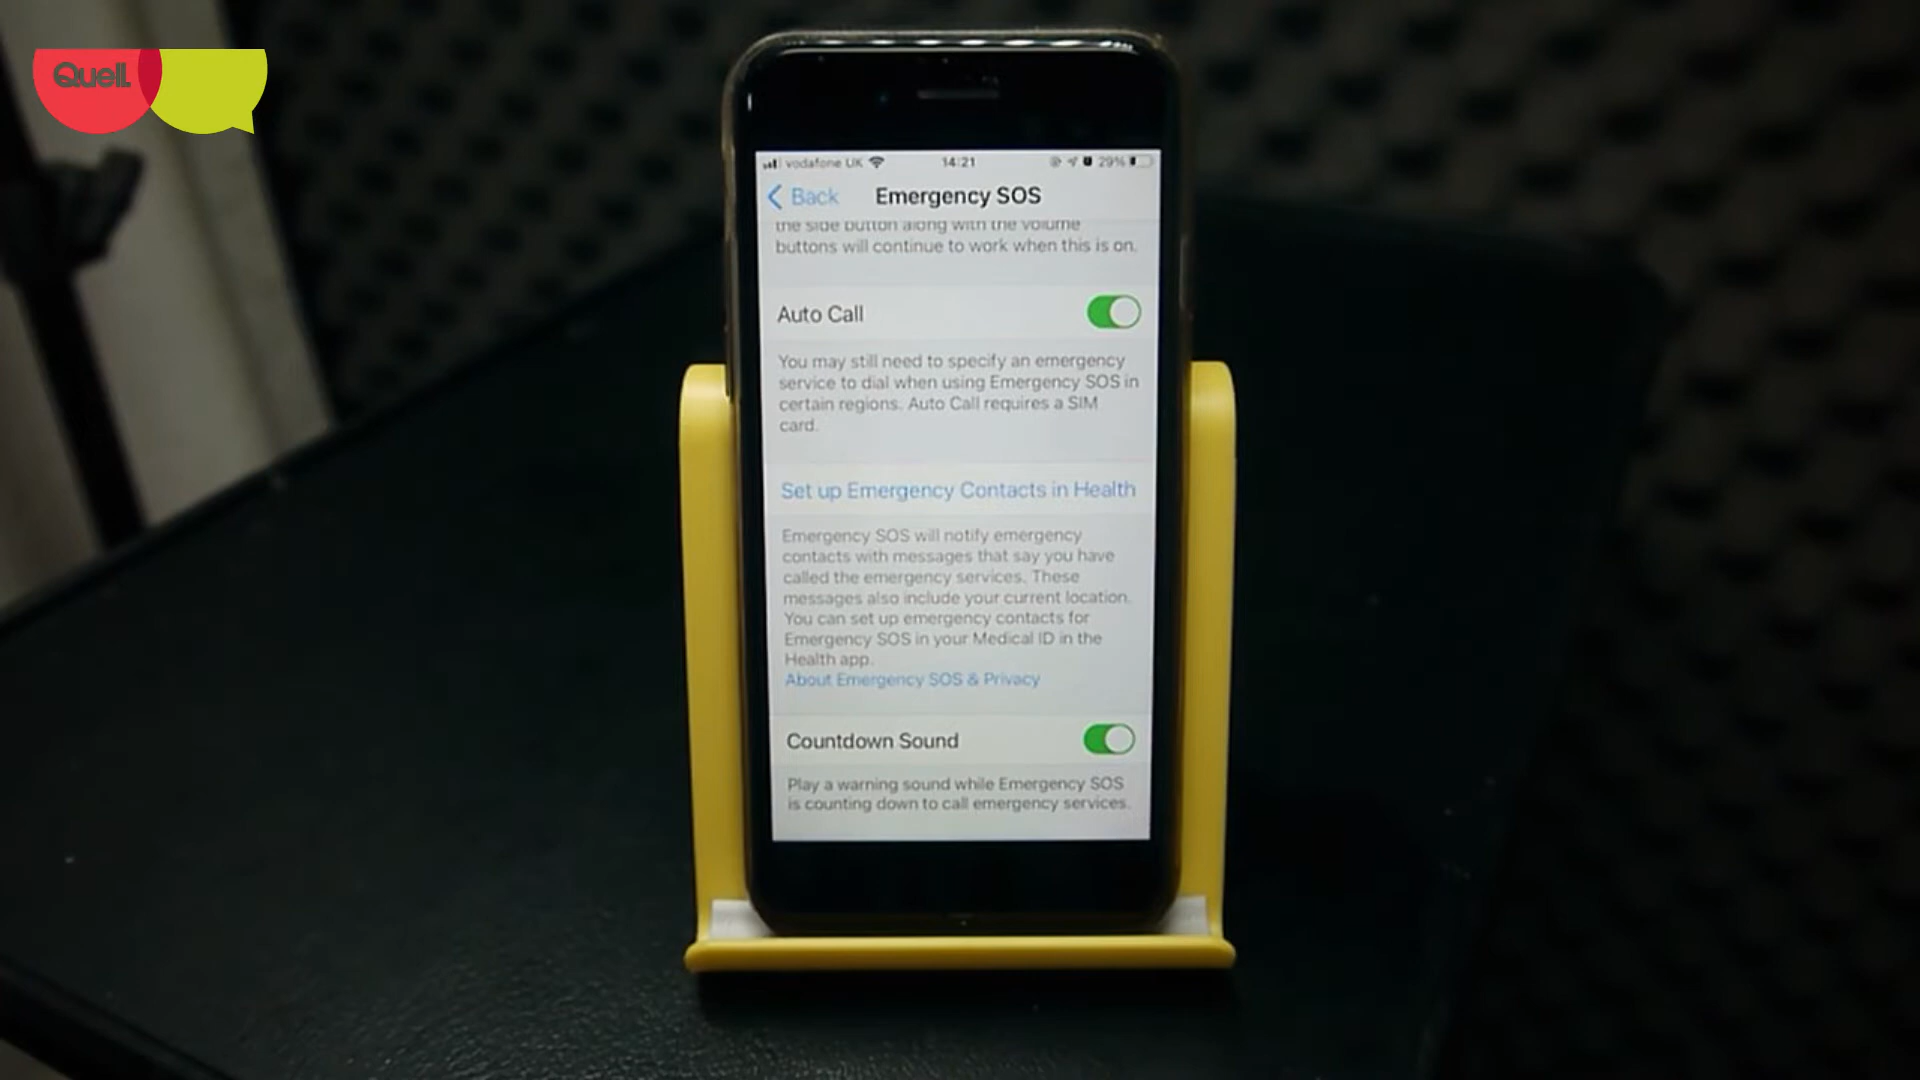 Quell
vodafone UK 14:21 29%
Back Emergency SOS
the side button along with the volume
buttons will continue to work when this is on.
Auto Call
You may still need to specify an emergency
service to dial when using Emergency SOS in
certain regions. Auto Call requires a SIM
card.
Set up Emergency Contacts in Health
Emergency SOS will notify emergency
contacts with messages that say you have
called the emergency services. These
messages also include your current location.
You can set up emergency contacts for
Emergency SOS in your Medical ID in the
Health app.
About Emergency SOS & Privacy
Countdown Sound
Play a warning sound while Emergency SOS
is counting down to call emergency services.